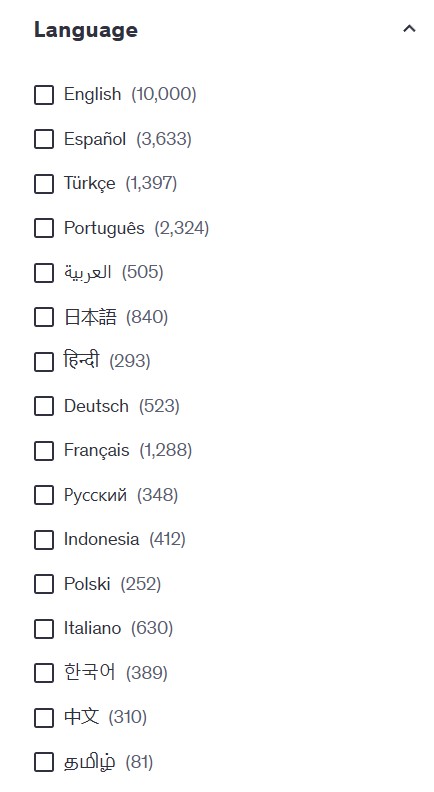 Language
English (10,000)
Español (3,633)
Türkçe (1,397)
Português (2,324)
العربية (505)
日本語 (840)
हिन्दी (293)
Deutsch (523)
Français (1,288)
Русский (348)
Indonesia (412)
Polski (252)
Italiano (630)
한국어 (389)
中文 (310)
தமிழ் (81)